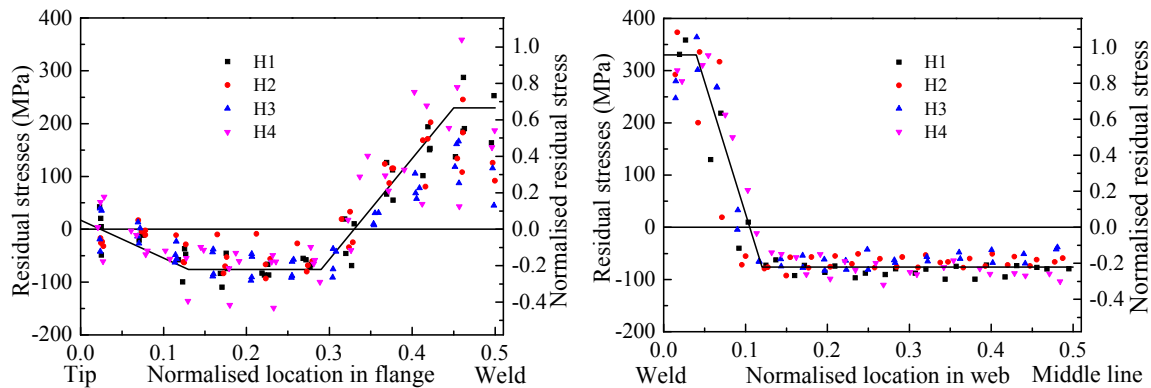 400
300
200
100
0
-100
-200
Residual stresses (MPa)
H1
H2
H3
H4
1.0
0.8
0.6
0.4
0.2
0.0
-0.2
-0.4
Normalised residual stress
0.0 0.1 0.2 0.3 0.4 0.5
Tip Normalised location in flange Weld
400
300
200
100
0
-100
-200
Residual stresses (MPa)
H1
H2
H3
H4
1.0
0.8
0.6
0.4
0.2
0.0
-0.2
-0.4
Normalised residual stress
0.0 0.1 0.2 0.3 0.4 0.5
Weld Normalised location in web Middle line